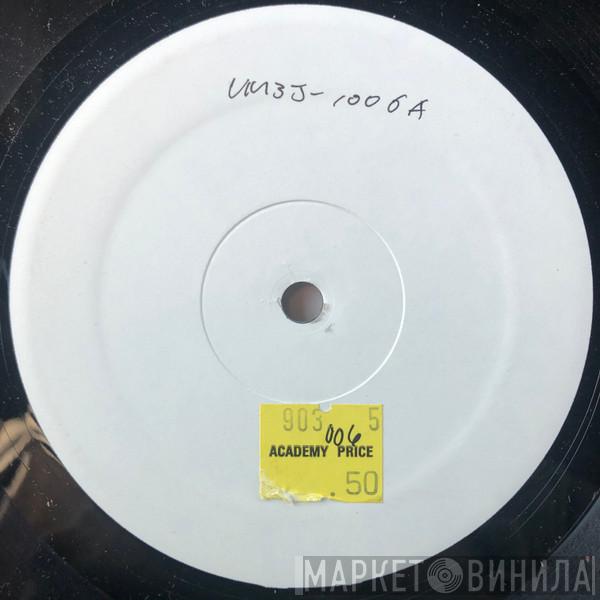 UM3J-1006A
903 5
006
ACADEMY PRICE
.50
МАРКЕТ ВИНИЛА